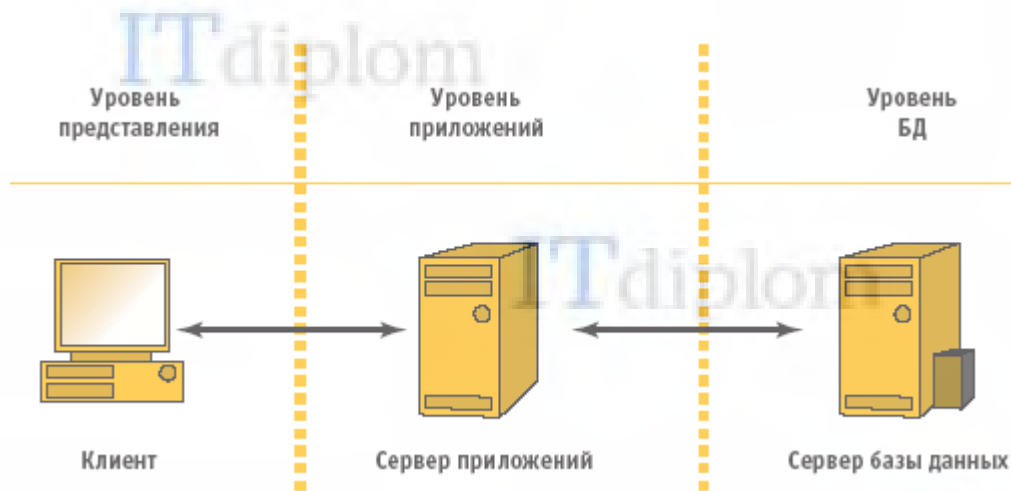 ITdiplom
Уровень
представления
Уровень
приложений
Уровень
БД
ITdiplom
Клиент
Сервер приложений
Сервер базы данных